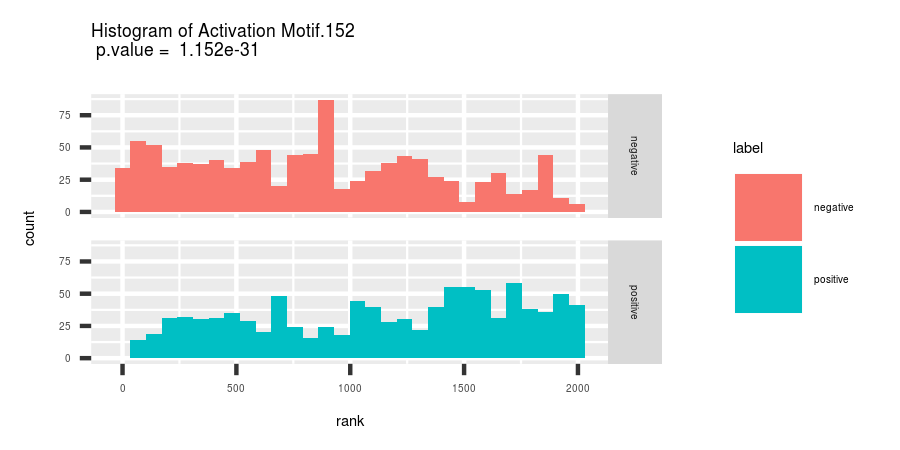 Histogram of Activation Motif.152
p.value = 1.152e-31
count
75
50
25
0
negative
75
50
25
0
positive
0 500 1000 1500 2000
rank
label
negative
positive